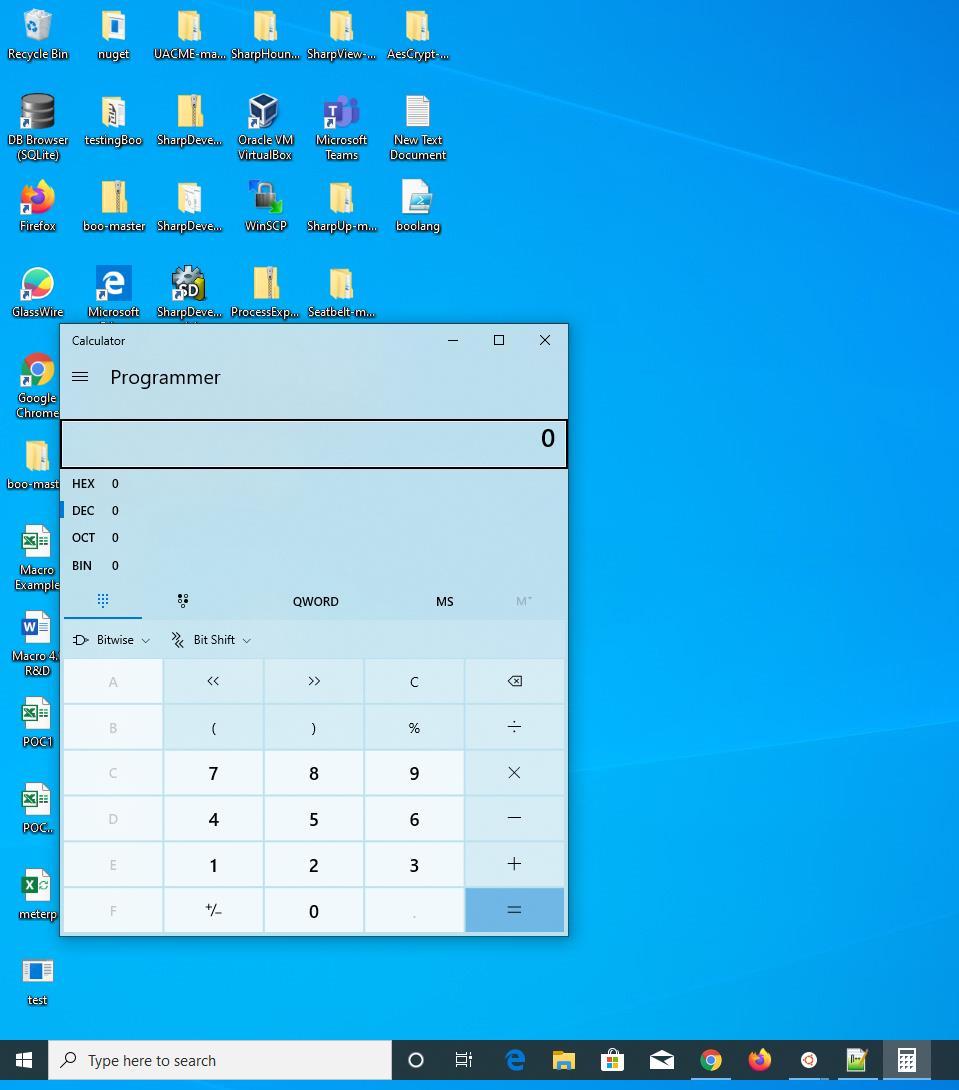 Recycle Bin
nuget
UACME-ma...
SharpHoun...
SharpView-...
AesCrypt-...
DB Browser
(SQLite)
testingBoo
SharpDeve...
Oracle VM
VirtualBox
Microsoft
Teams
New Text
Document
Firefox
boo-master
SharpDeve...
WinSCP
SharpUp-m...
boolang
GlassWire
Microsoft
SharpDeve...
ProcessExp...
Seatbelt-m...
Google
Chrome
boo-mast
Macro
Example
Macro 4.
R&D
POC1
POC..
meterp
test
Calculator
Programmer
0
HEX 0
DEC 0
OCT 0
BIN 0
QWORD MS M˅
Bitwise Bit Shift
A << >> C
B ( ) % ÷
C 7 8 9 ×
D 4 5 6 −
E 1 2 3 +
F +/− 0 . =
Type here to search